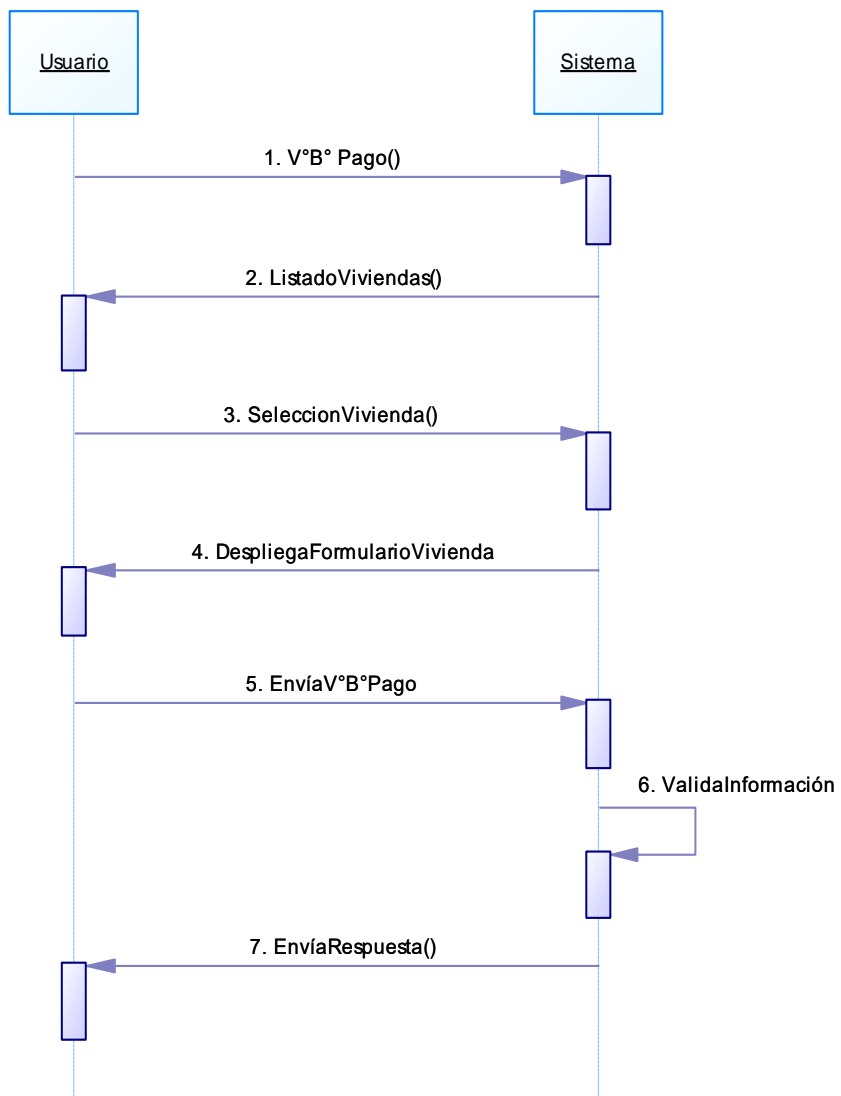 Usuario
Sistema
1. V°B° Pago()
2. ListadoViviendas()
3. SeleccionVivienda()
4. DespliegaFormularioVivienda
5. EnvíaV°B°Pago
6. ValidaInformación
7. EnvíaRespuesta()